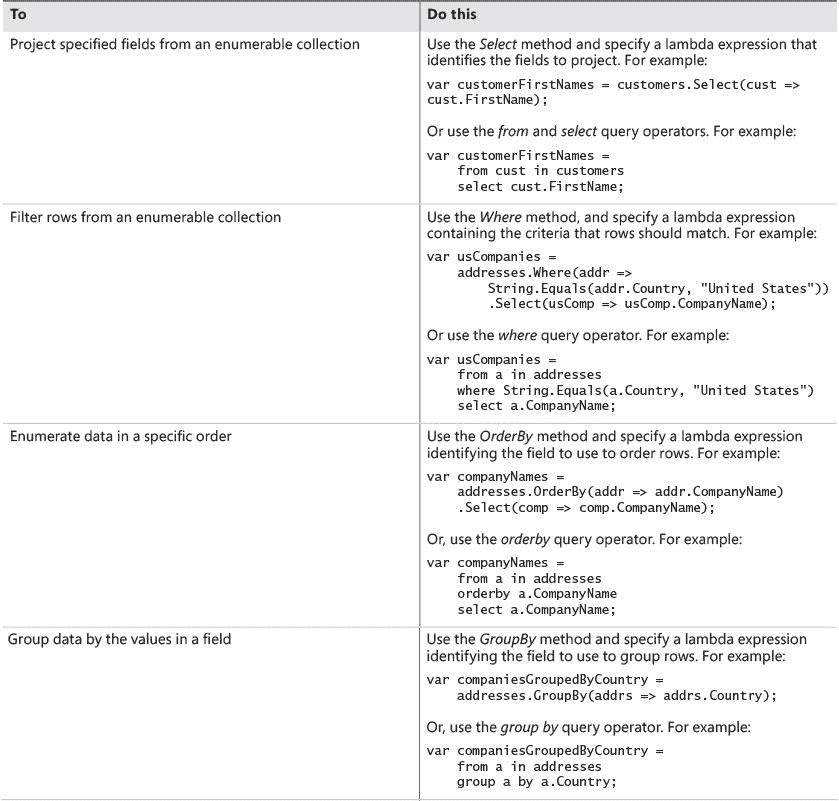 To
Do this
Project specified fields from an enumerable collection
Use the Select method and specify a lambda expression that
identifies the fields to project. For example:
var customerFirstNames = customers.Select(cust =>
cust.FirstName);
Or use the from and select query operators. For example:
var customerFirstNames =
    from cust in customers
    select cust.FirstName;
Filter rows from an enumerable collection
Use the Where method, and specify a lambda expression
containing the criteria that rows should match. For example:
var usCompanies =
    addresses.Where(addr =>
        String.Equals(addr.Country, "United States"))
        .Select(usComp => usComp.CompanyName);
Or use the where query operator. For example:
var usCompanies =
    from a in addresses
    where String.Equals(a.Country, "United States")
    select a.CompanyName;
Enumerate data in a specific order
Use the OrderBy method and specify a lambda expression
identifying the field to use to order rows. For example:
var companyNames =
    addresses.OrderBy(addr => addr.CompanyName)
    .Select(comp => comp.CompanyName);
Or, use the orderby query operator. For example:
var companyNames =
    from a in addresses
    orderby a.CompanyName
    select a.CompanyName;
Group data by the values in a field
Use the GroupBy method and specify a lambda expression
identifying the field to use to group rows. For example:
var companiesGroupedByCountry =
    addresses.GroupBy(addrs => addrs.Country);
Or, use the group by query operator. For example:
var companiesGroupedByCountry =
    from a in addresses
    group a by a.Country;